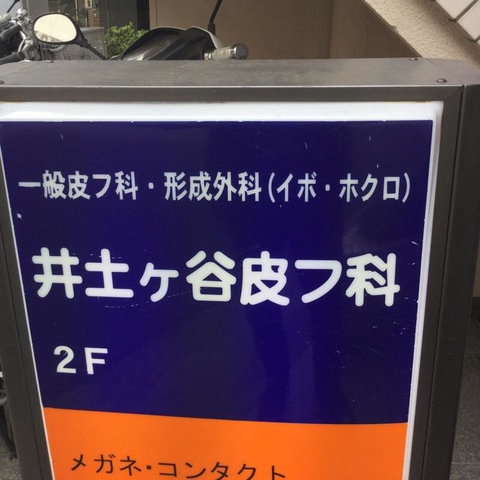 一般皮フ科・形成外科(イボ・ホクロ)
井土ヶ谷皮フ科
2F
メガネ・コンタクト